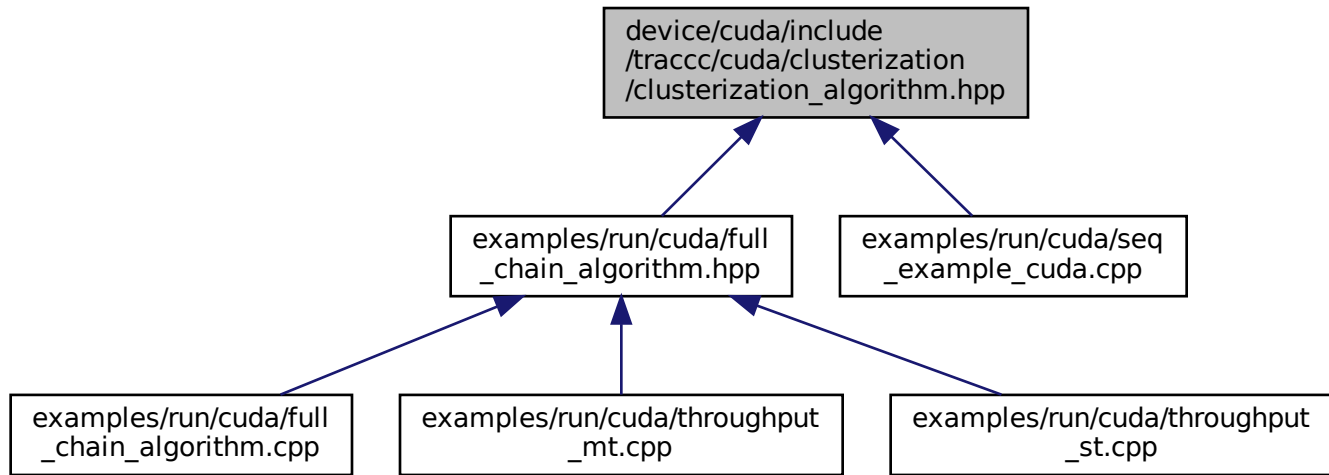 device/cuda/include
/traccc/cuda/clusterization
/clusterization_algorithm.hpp
examples/run/cuda/full
_chain_algorithm.hpp
examples/run/cuda/seq
_example_cuda.cpp
examples/run/cuda/full
_chain_algorithm.cpp
examples/run/cuda/throughput
_mt.cpp
examples/run/cuda/throughput
_st.cpp